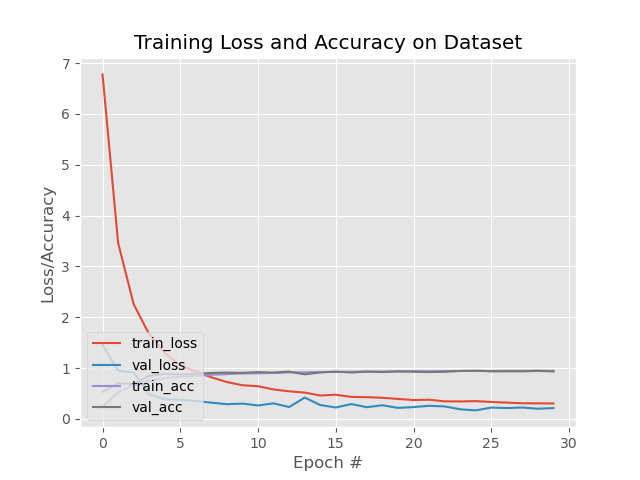 Training Loss and Accuracy on Dataset
Loss/Accuracy
7
6
5
4
3
2
1
0
train_loss
val_loss
train_acc
val_acc
0 5 10 15 20 25 30
Epoch #